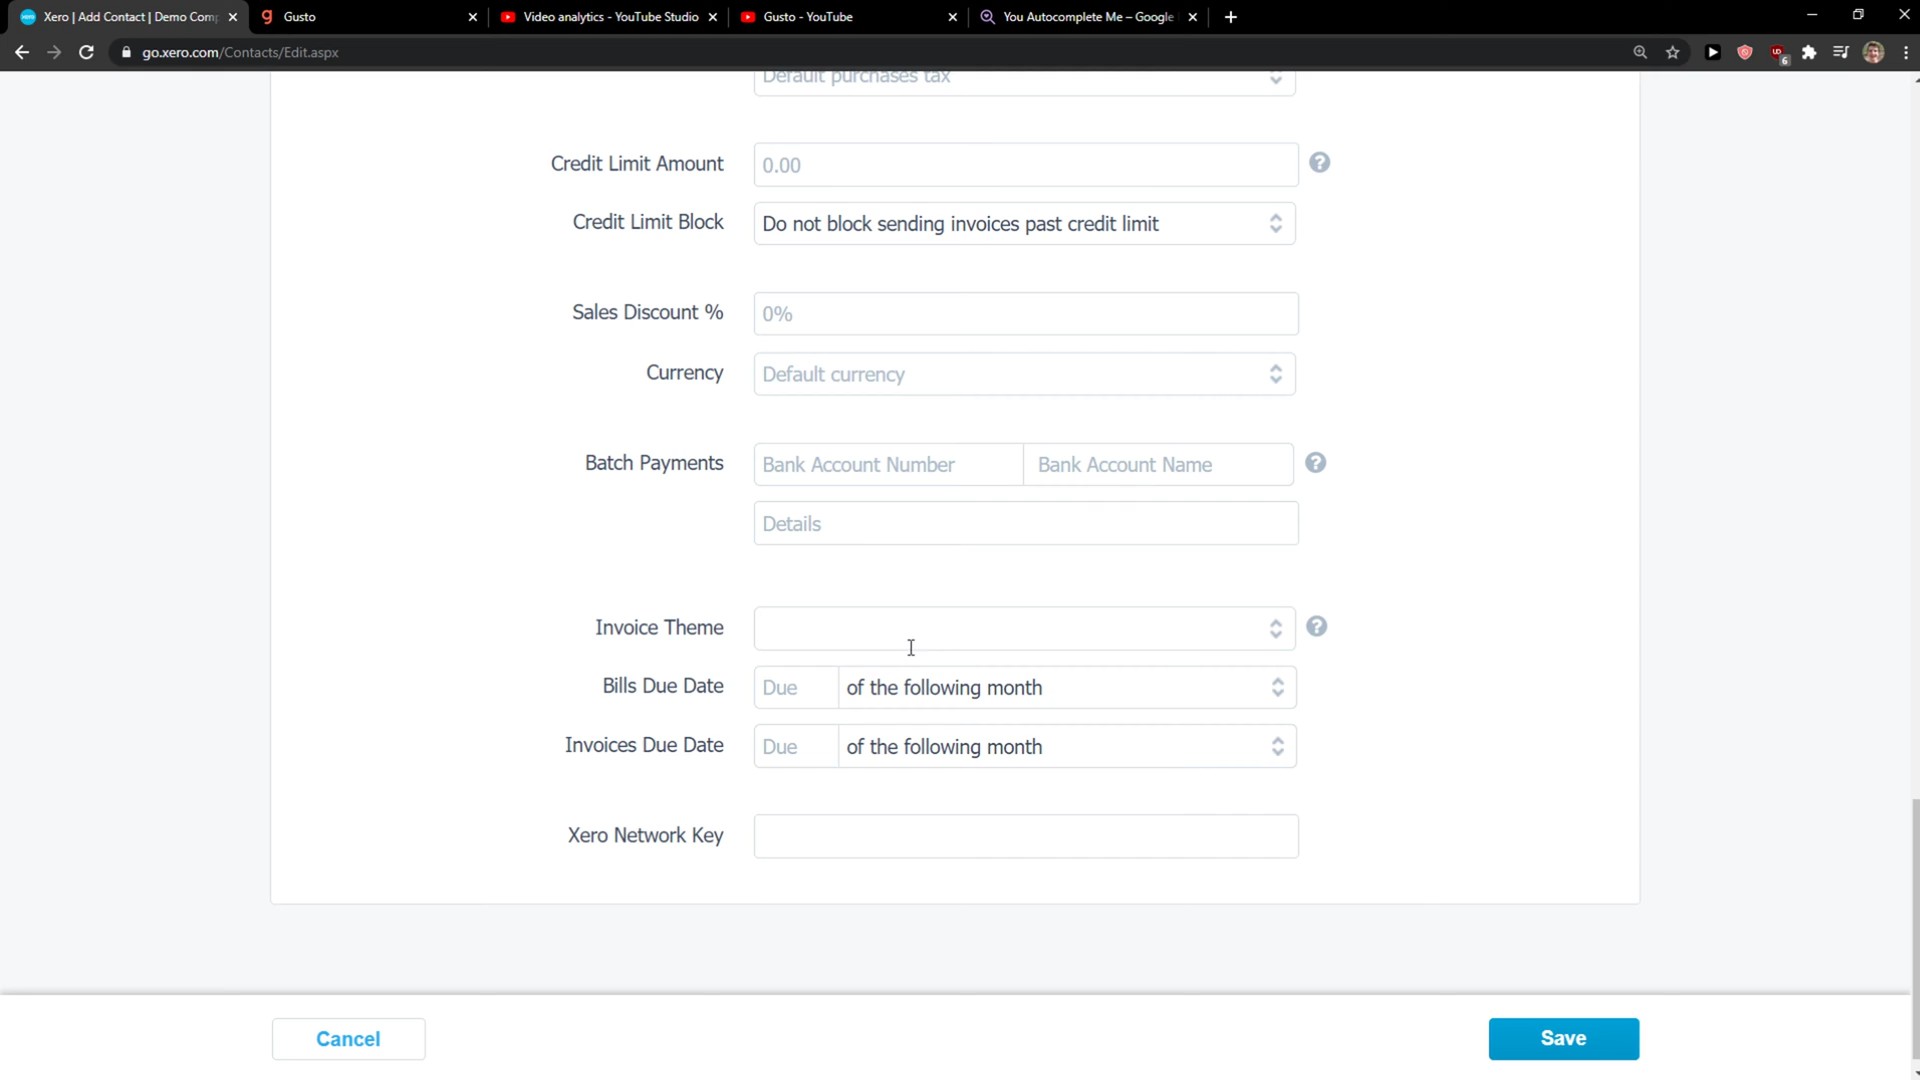 Xero | Add Contact | Demo Comp
Gusto
Video analytics - YouTube Studio
Gusto - YouTube
You Autocomplete Me – Google
go.xero.com/Contacts/Edit.aspx
6
Default purchases tax
Credit Limit Amount 0.00
Credit Limit Block Do not block sending invoices past credit limit
Sales Discount % 0%
Currency Default currency
Batch Payments Bank Account Number Bank Account Name
Details
Invoice Theme
Bills Due Date Due of the following month
Invoices Due Date Due of the following month
Xero Network Key
Cancel Save